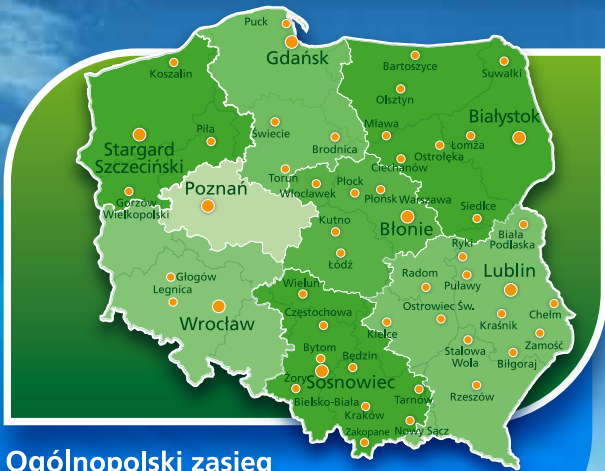 Puck
Gdańsk
Koszalin
Bartoszyce
Suwałki
Olsztyn
Białystok
Piła
Świecie
Mława
Stargard
Szczeciński
Brodnica
Łomża
Ostrołęka
Ciechanów
Toruń
Poznań
Włocławek
Płock
Płońsk
Warszawa
Gorzów
Wielkopolski
Siedlce
Kutno
Błonie
Biała
Podlaska
Ryki
Łódź
Głogów
Radom
Lublin
Legnica
Wieluń
Puławy
Wrocław
Częstochowa
Ostrowiec Św.
Kraśnik
Chełm
Kielce
Zamość
Bytom
Będzin
Stalowa
Wola
Biłgoraj
Żory
Sosnowiec
Rzeszów
Bielsko-Biała
Tarnów
Kraków
Zakopane
Nowy Sącz
Ogólnopolski zasięg